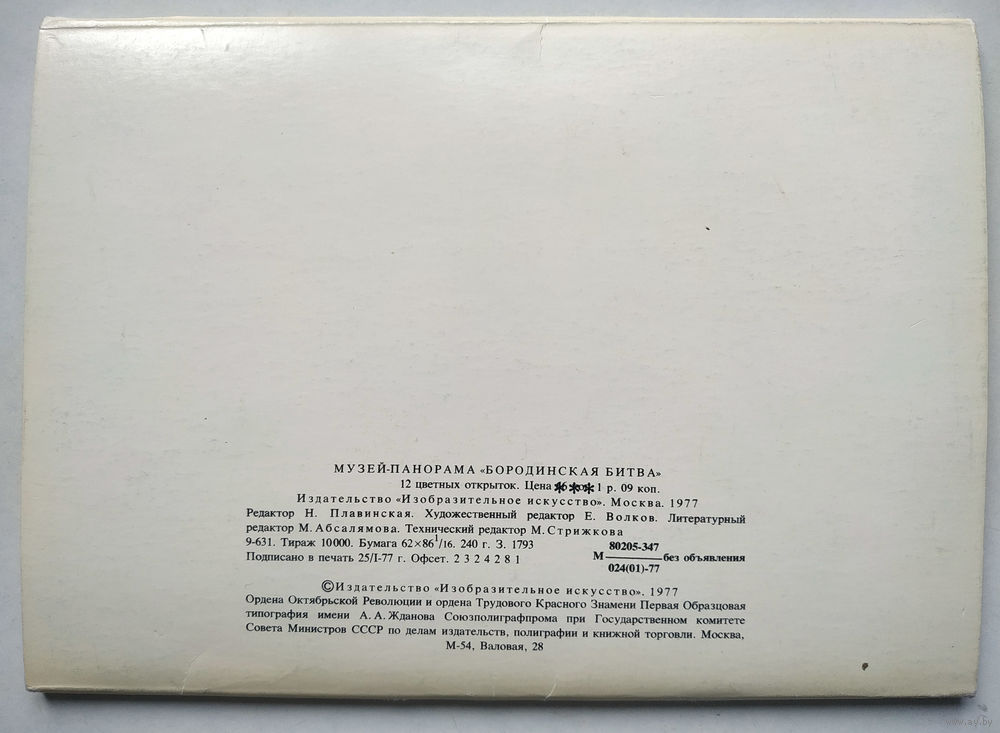 МУЗЕЙ-ПАНОРАМА «БОРОДИНСКАЯ БИТВА»
12 цветных открыток. Цена *** 1 р. 09 коп.
Издательство «Изобразительное искусство». Москва. 1977
Редактор Н. Плавинская. Художественный редактор Е. Волков. Литературный
редактор М. Абсалямова. Технический редактор М. Стрижкова
9-631. Тираж 10000. Бумага 62×86¹/16. 240 г. З. 1793
Подписано в печать 25/I-77 г. Офсет. 2 3 2 4 2 8 1
М 80205-347 / 024(01)-77 без объявления
©Издательство «Изобразительное искусство». 1977
Ордена Октябрьской Революции и ордена Трудового Красного Знамени Первая Образцовая
типография имени А. А. Жданова Союзполиграфпрома при Государственном комитете
Совета Министров СССР по делам издательств, полиграфии и книжной торговли. Москва,
М-54, Валовая, 28
www.ay.by